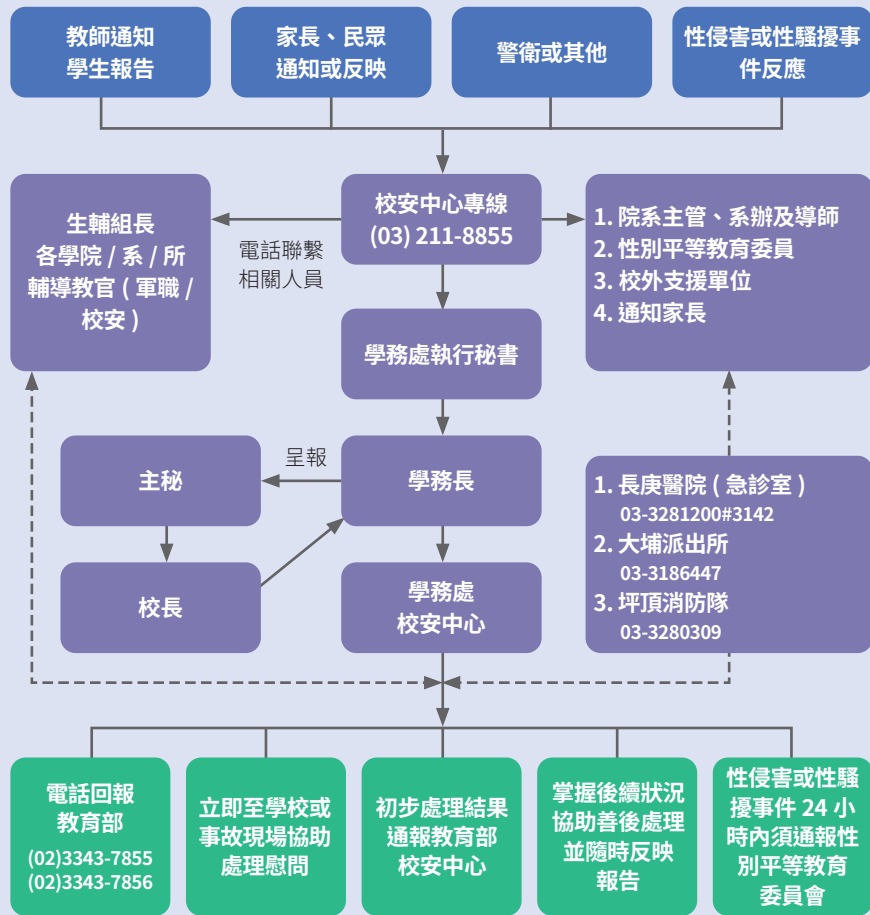 教師通知
學生報告
家長、民眾
通知或反映
警衛或其他
性侵害或性騷擾事
件反應
生輔組長
各學院 / 系 / 所
輔導教官 ( 軍職 /
校安 )
電話聯繫
相關人員
校安中心專線
(03) 211-8855
1. 院系主管、系辦及導師
2. 性別平等教育委員
3. 校外支援單位
4. 通知家長
學務處執行秘書
主秘
呈報
學務長
校長
學務處
校安中心
1. 長庚醫院 ( 急診室 )
03-3281200#3142
2. 大埔派出所
03-3186447
3. 坪頂消防隊
03-3280309
電話回報
教育部
(02)3343-7855
(02)3343-7856
立即至學校或
事故現場協助
處理慰問
初步處理結果
通報教育部
校安中心
掌握後續狀況
協助善後處理
並隨時反映
報告
性侵害或性騷
擾事件 24 小
時內須通報性
別平等教育
委員會